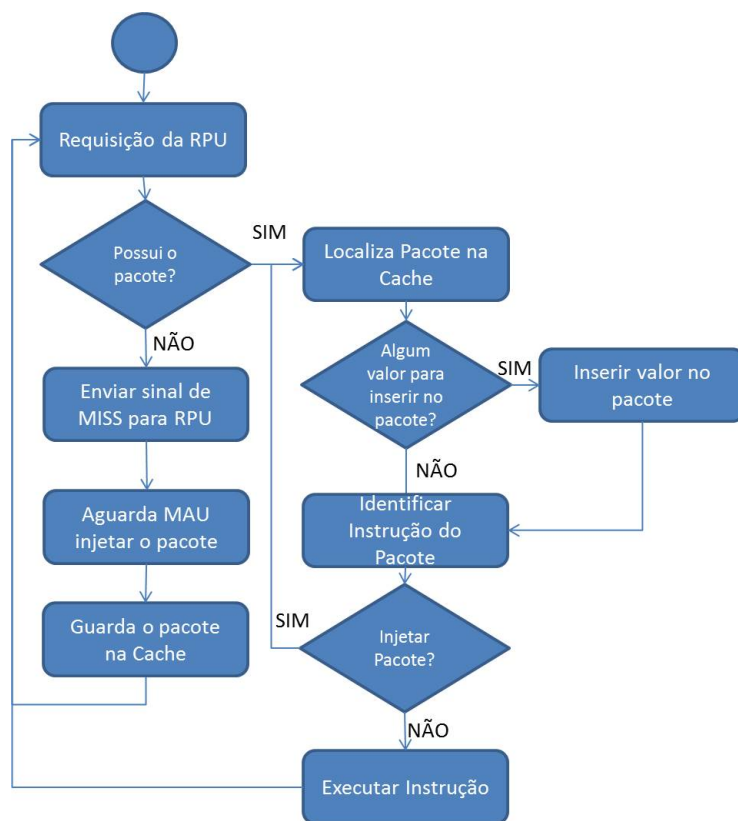 Requisição da RPU
Possui o
pacote?
SIM
NÃO
Enviar sinal de
MISS para RPU
Aguarda MAU
injetar o pacote
Guarda o pacote
na Cache
Localiza Pacote na
Cache
Algum
valor para
inserir no
pacote?
SIM
Inserir valor no
pacote
NÃO
Identificar
Instrução do
Pacote
Injetar
Pacote?
SIM
NÃO
Executar Instrução